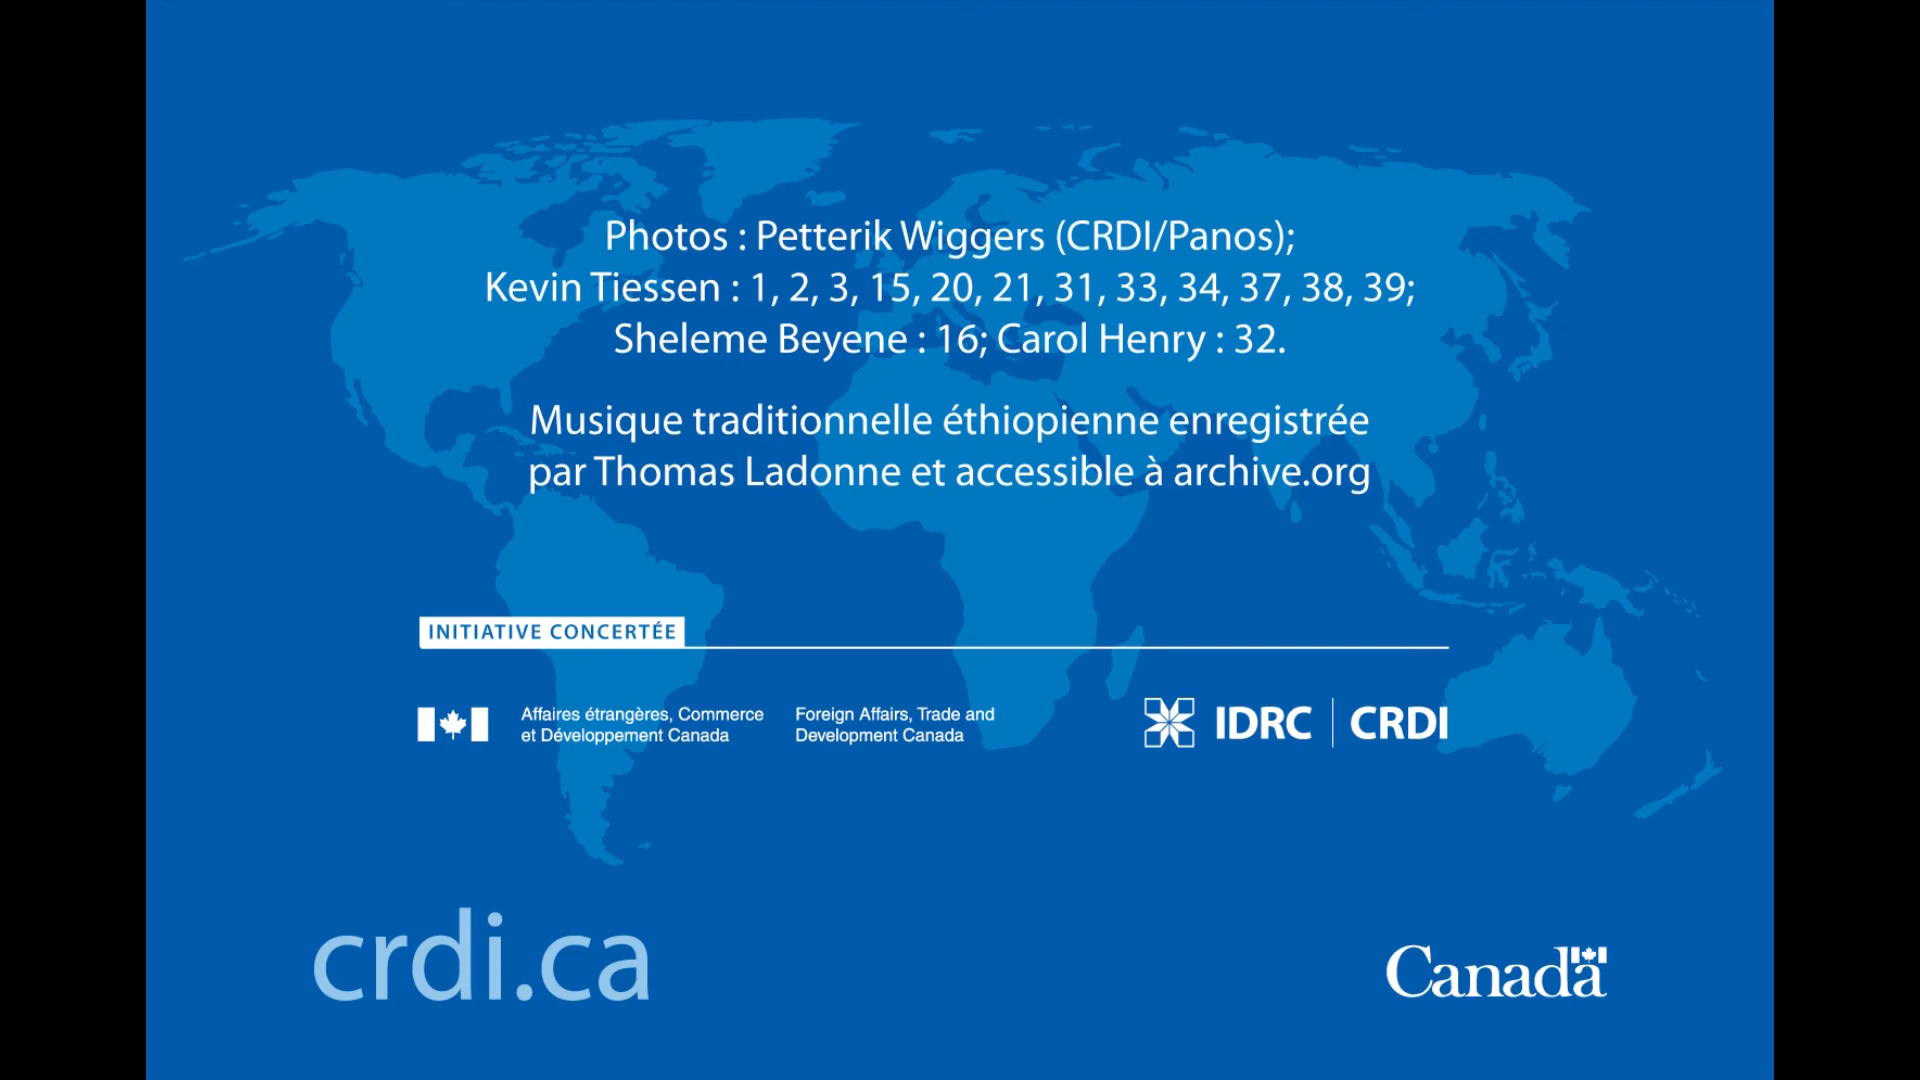 Photos : Petterik Wiggers (CRDI/Panos);
Kevin Tiessen : 1, 2, 3, 15, 20, 21, 31, 33, 34, 37, 38, 39;
Sheleme Beyene : 16; Carol Henry : 32.
Musique traditionnelle éthiopienne enregistrée
par Thomas Ladonne et accessible à archive.org
INITIATIVE CONCERTÉE
Affaires étrangères, Commerce
et Développement Canada
Foreign Affairs, Trade and
Development Canada
IDRC | CRDI
crdi.ca
Canada